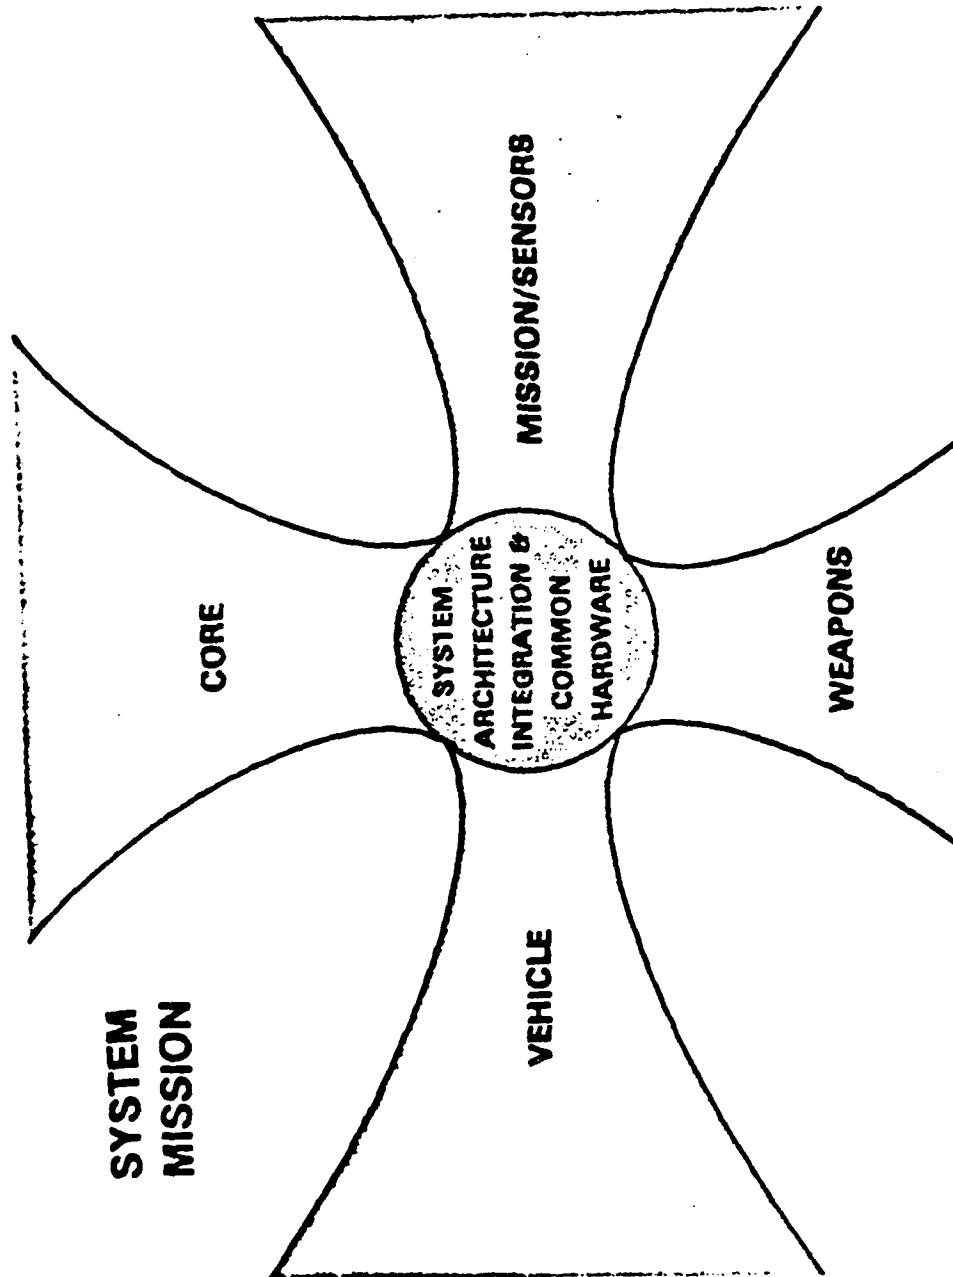 SYSTEM
MISSION
CORE
VEHICLE
SYSTEM
ARCHITECTURE
INTEGRATION &
COMMON
HARDWARE
MISSION/SENSORS
WEAPONS